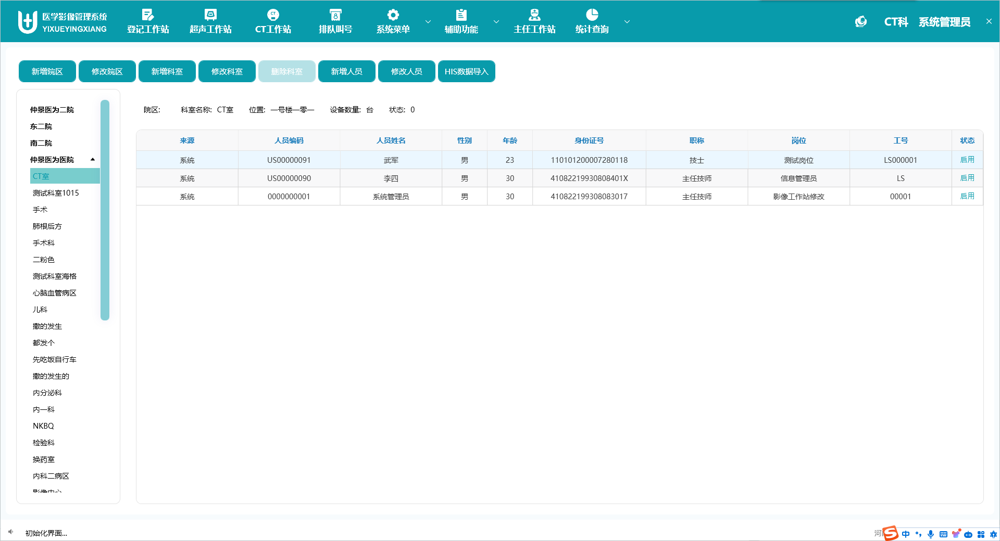 医学影像管理系统
YIXUEYINGXIANG
登记工作站
超声工作站
CT
CT工作站
8
排队叫号
系统菜单
辅助功能
主任工作站
统计查询
CT科 系统管理员
新增院区 修改院区 新增科室 修改科室 删除科室 新增人员 修改人员 HIS数据导入
仲景医为二院
东二院
南二院
仲景医为医院
CT室
测试科室1015
手术
肺根后方
手术科
二粉色
测试科室海格
心脑血管病区
儿科
撒的发生
都发个
先吃饭自行车
撒的发生的
内分泌科
内一科
NKBQ
检验科
换药室
内科二病区
影像中心
院区: 科室名称: CT室 位置: 一号楼一零一 设备数量: 台 状态: 0
来源 人员编码 人员姓名 性别 年龄 身份证号 职称 岗位 工号 状态
系统 US00000091 武军 男 23 110101200007280118 技士 测试岗位 LS000001 启用
系统 US00000090 李四 男 30 41082219930808401X 主任技师 信息管理员 LS 启用
系统 0000000001 系统管理员 男 30 410822199308083017 主任技师 影像工作站修改 00001 启用
初始化界面...
河南
中